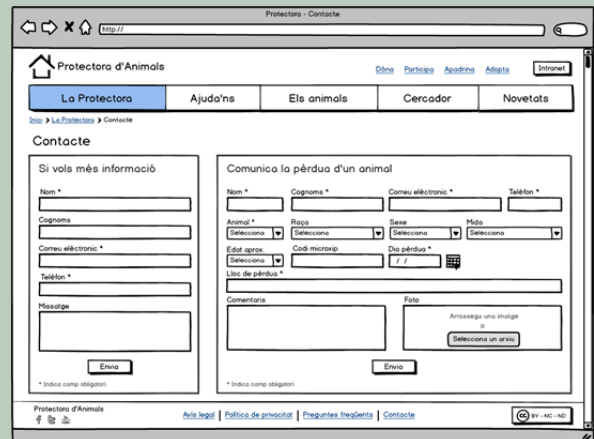 Protectora - Contacte
http://
Protectora d'Animals
Dóna Participa Apadrina Adopta Intranet
La Protectora Ajuda'ns Els animals Cercador Novetats
Inici > La Protectora > Contacte
Contacte
Si vols més informació
Nom *
Cognoms
Correu elèctronic *
Telèfon *
Missatge
Envia
* Indica camp obligatori
Comunica la pèrdua d'un animal
Nom * Cognoms * Correu elèctronic * Telèfon *
Animal * Raça Sexe Mida
Selecciona Selecciona Selecciona Selecciona
Edat aprox. Codi microxip Dia pèrdua *
Selecciona / /
Lloc de pèrdua *
Comentaris Foto
Arrossega una imatge
o
Selecciona un arxiu
Envia
* Indica camp obligatori
Protectora d'Animals
Avís legal | Política de privacitat | Preguntes freqüents | Contacte
CC BY - NC - ND